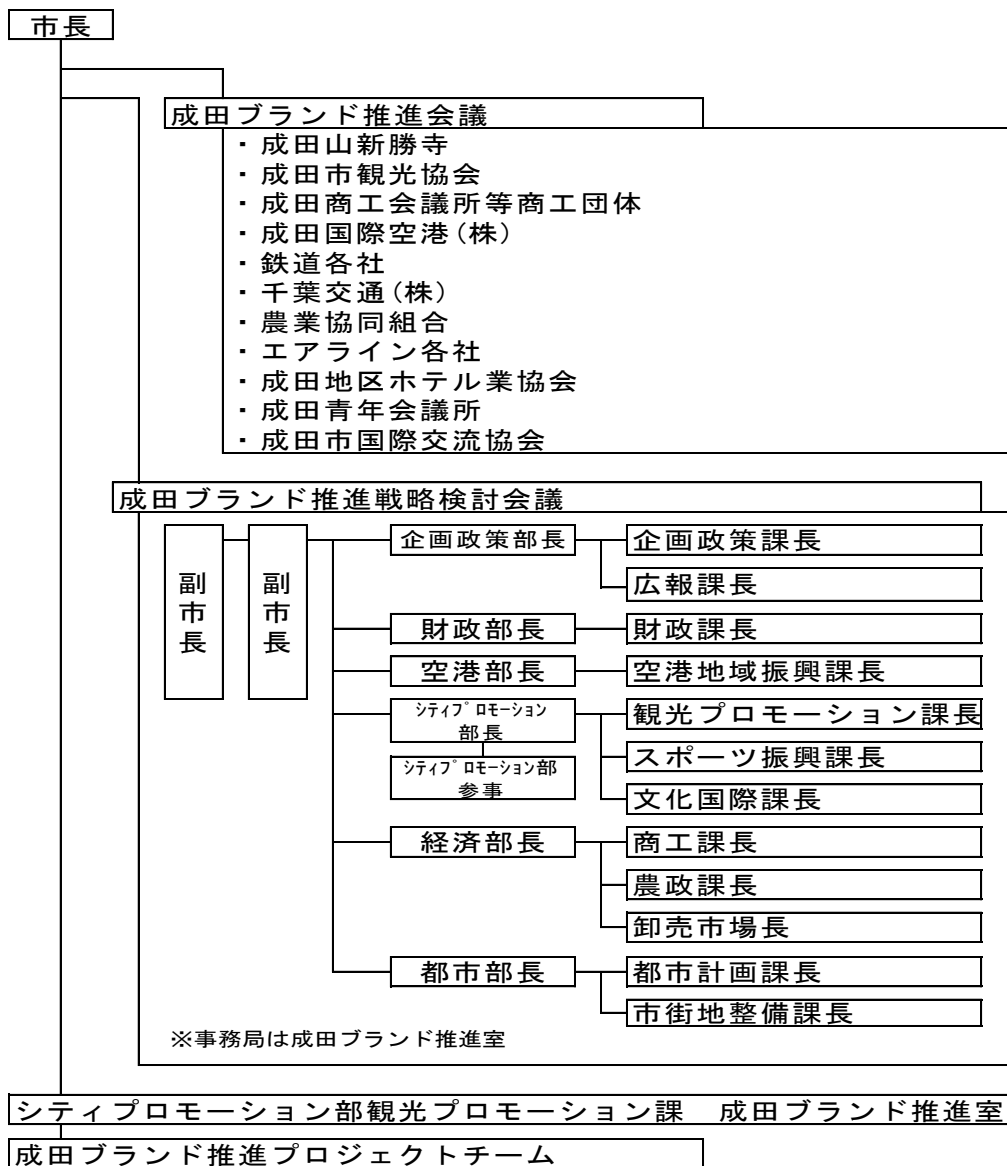 市長
成田ブランド推進会議
・成田山新勝寺
・成田市観光協会
・成田商工会議所等商工団体
・成田国際空港(株)
・鉄道各社
・千葉交通(株)
・農業協同組合
・エアライン各社
・成田地区ホテル業協会
・成田青年会議所
・成田市国際交流協会
成田ブランド推進戦略検討会議
副市長
副市長
企画政策部長
企画政策課長
広報課長
財政部長
財政課長
空港部長
空港地域振興課長
シティプロモーション
部長
観光プロモーション課長
シティプロモーション部
参事
スポーツ振興課長
文化国際課長
経済部長
商工課長
農政課長
卸売市場長
都市部長
都市計画課長
市街地整備課長
※事務局は成田ブランド推進室
シティプロモーション部観光プロモーション課　成田ブランド推進室
成田ブランド推進プロジェクトチーム